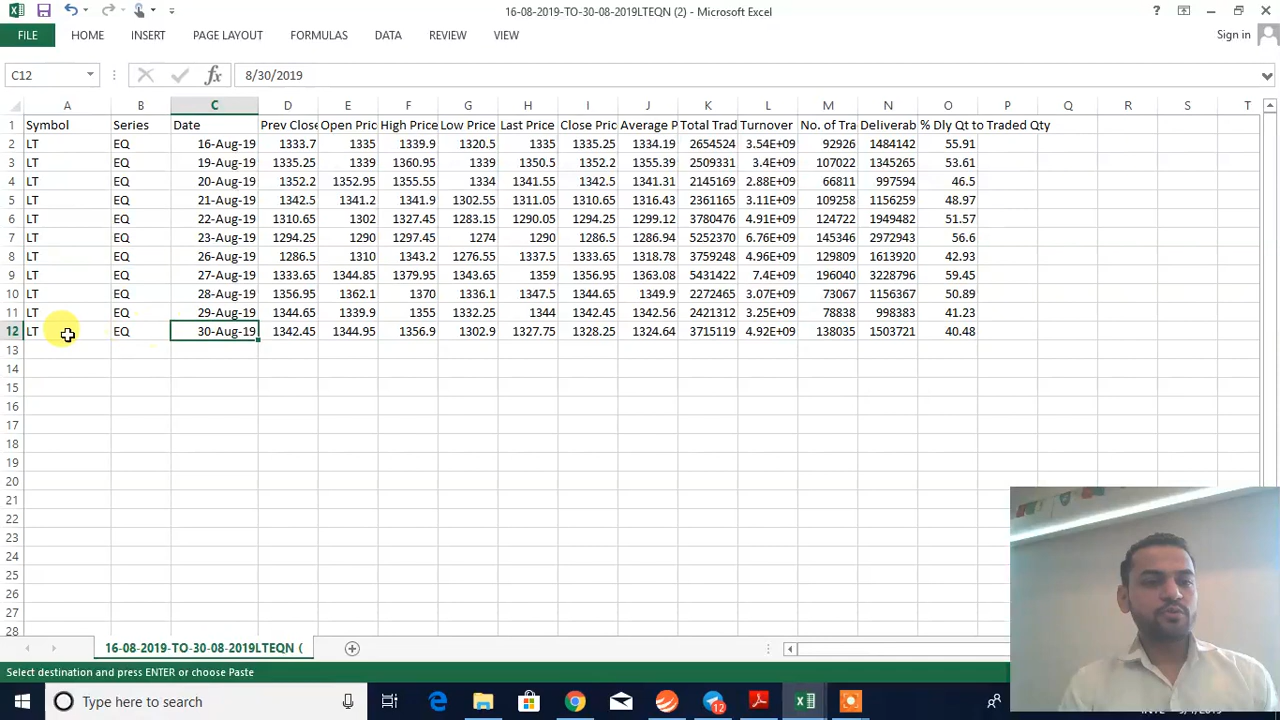 16-08-2019-TO-30-08-2019LTEQN (2) - Microsoft Excel
FILE HOME INSERT PAGE LAYOUT FORMULAS DATA REVIEW VIEW Sign in
C12 fx 8/30/2019
A B C D E F G H I J K L M N O P Q R S T
1 Symbol Series Date Prev Close Open Pric High Price Low Price Last Price Close Pric Average P Total Trad Turnover No. of Tra Deliverab % Dly Qt to Traded Qty
2 LT EQ 16-Aug-19 1333.7 1335 1339.9 1320.5 1335 1335.25 1334.19 2654524 3.54E+09 92926 1484142 55.91
3 LT EQ 19-Aug-19 1335.25 1339 1360.95 1339 1350.5 1352.2 1355.39 2509331 3.4E+09 107022 1345265 53.61
4 LT EQ 20-Aug-19 1352.2 1352.95 1355.55 1334 1341.55 1342.5 1341.31 2145169 2.88E+09 66811 997594 46.5
5 LT EQ 21-Aug-19 1342.5 1341.2 1341.9 1302.55 1311.05 1310.65 1316.43 2361165 3.11E+09 109258 1156259 48.97
6 LT EQ 22-Aug-19 1310.65 1302 1327.45 1283.15 1290.05 1294.25 1299.12 3780476 4.91E+09 124722 1949482 51.57
7 LT EQ 23-Aug-19 1294.25 1290 1297.45 1274 1290 1286.5 1286.94 5252370 6.76E+09 145346 2972943 56.6
8 LT EQ 26-Aug-19 1286.5 1310 1343.2 1276.55 1337.5 1333.65 1318.78 3759248 4.96E+09 129809 1613920 42.93
9 LT EQ 27-Aug-19 1333.65 1344.85 1379.95 1343.65 1359 1356.95 1363.08 5431422 7.4E+09 196040 3228796 59.45
10 LT EQ 28-Aug-19 1356.95 1362.1 1370 1336.1 1347.5 1344.65 1349.9 2272465 3.07E+09 73067 1156367 50.89
11 LT EQ 29-Aug-19 1344.65 1339.9 1355 1332.25 1344 1342.45 1342.56 2421312 3.25E+09 78838 998383 41.23
12 LT EQ 30-Aug-19 1342.45 1344.95 1356.9 1302.9 1327.75 1328.25 1324.64 3715119 4.92E+09 138035 1503721 40.48
13
14
15
16
17
18
19
20
21
22
23
24
25
26
27
28
16-08-2019-TO-30-08-2019LTEQN (
Select destination and press ENTER or choose Paste
Type here to search 12